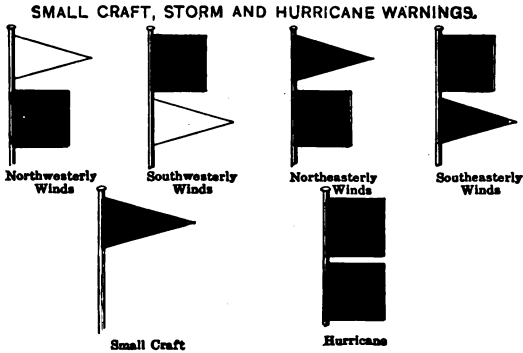 SMALL CRAFT, STORM AND HURRICANE WARNINGS.
Northwesterly
Winds
Southwesterly
Winds
Northeasterly
Winds
Southeasterly
Winds
Small Craft
Hurricane